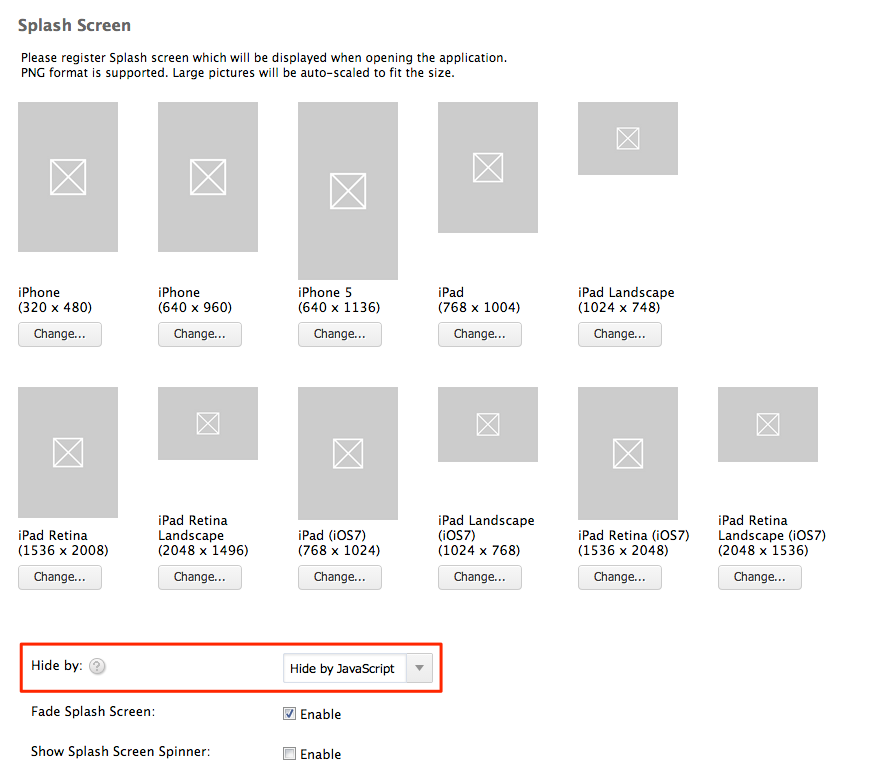 Splash Screen
Please register Splash screen which will be displayed when opening the application.
PNG format is supported. Large pictures will be auto-scaled to fit the size.
iPhone
(320 x 480)
Change...
iPhone
(640 x 960)
Change...
iPhone 5
(640 x 1136)
Change...
iPad
(768 x 1004)
Change...
iPad Landscape
(1024 x 748)
Change...
iPad Retina
(1536 x 2008)
Change...
iPad Retina
Landscape
(2048 x 1496)
Change...
iPad (iOS7)
(768 x 1024)
Change...
iPad Landscape
(iOS7)
(1024 x 768)
Change...
iPad Retina (iOS7)
(1536 x 2048)
Change...
iPad Retina
Landscape (iOS7)
(2048 x 1536)
Change...
Hide by: ? Hide by JavaScript
Fade Splash Screen: Enable
Show Splash Screen Spinner: Enable